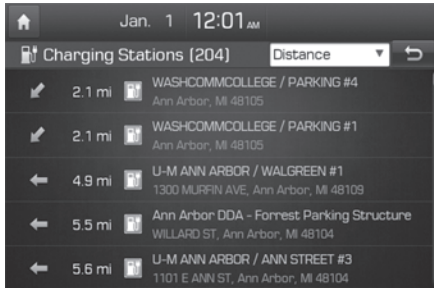 Jan. 1 12:01 AM
Charging Stations (204) Distance
2.1 mi WASHCOMMCOLLEGE / PARKING #4
Ann Arbor, MI 48105
2.1 mi WASHCOMMCOLLEGE / PARKING #1
Ann Arbor, MI 48105
4.9 mi U-M ANN ARBOR / WALGREEN #1
1300 MURFIN AVE, Ann Arbor, MI 48109
5.5 mi Ann Arbor DDA - Forrest Parking Structure
WILLARD ST, Ann Arbor, MI 48104
5.6 mi U-M ANN ARBOR / ANN STREET #3
1101 E ANN ST, Ann Arbor, MI 48104